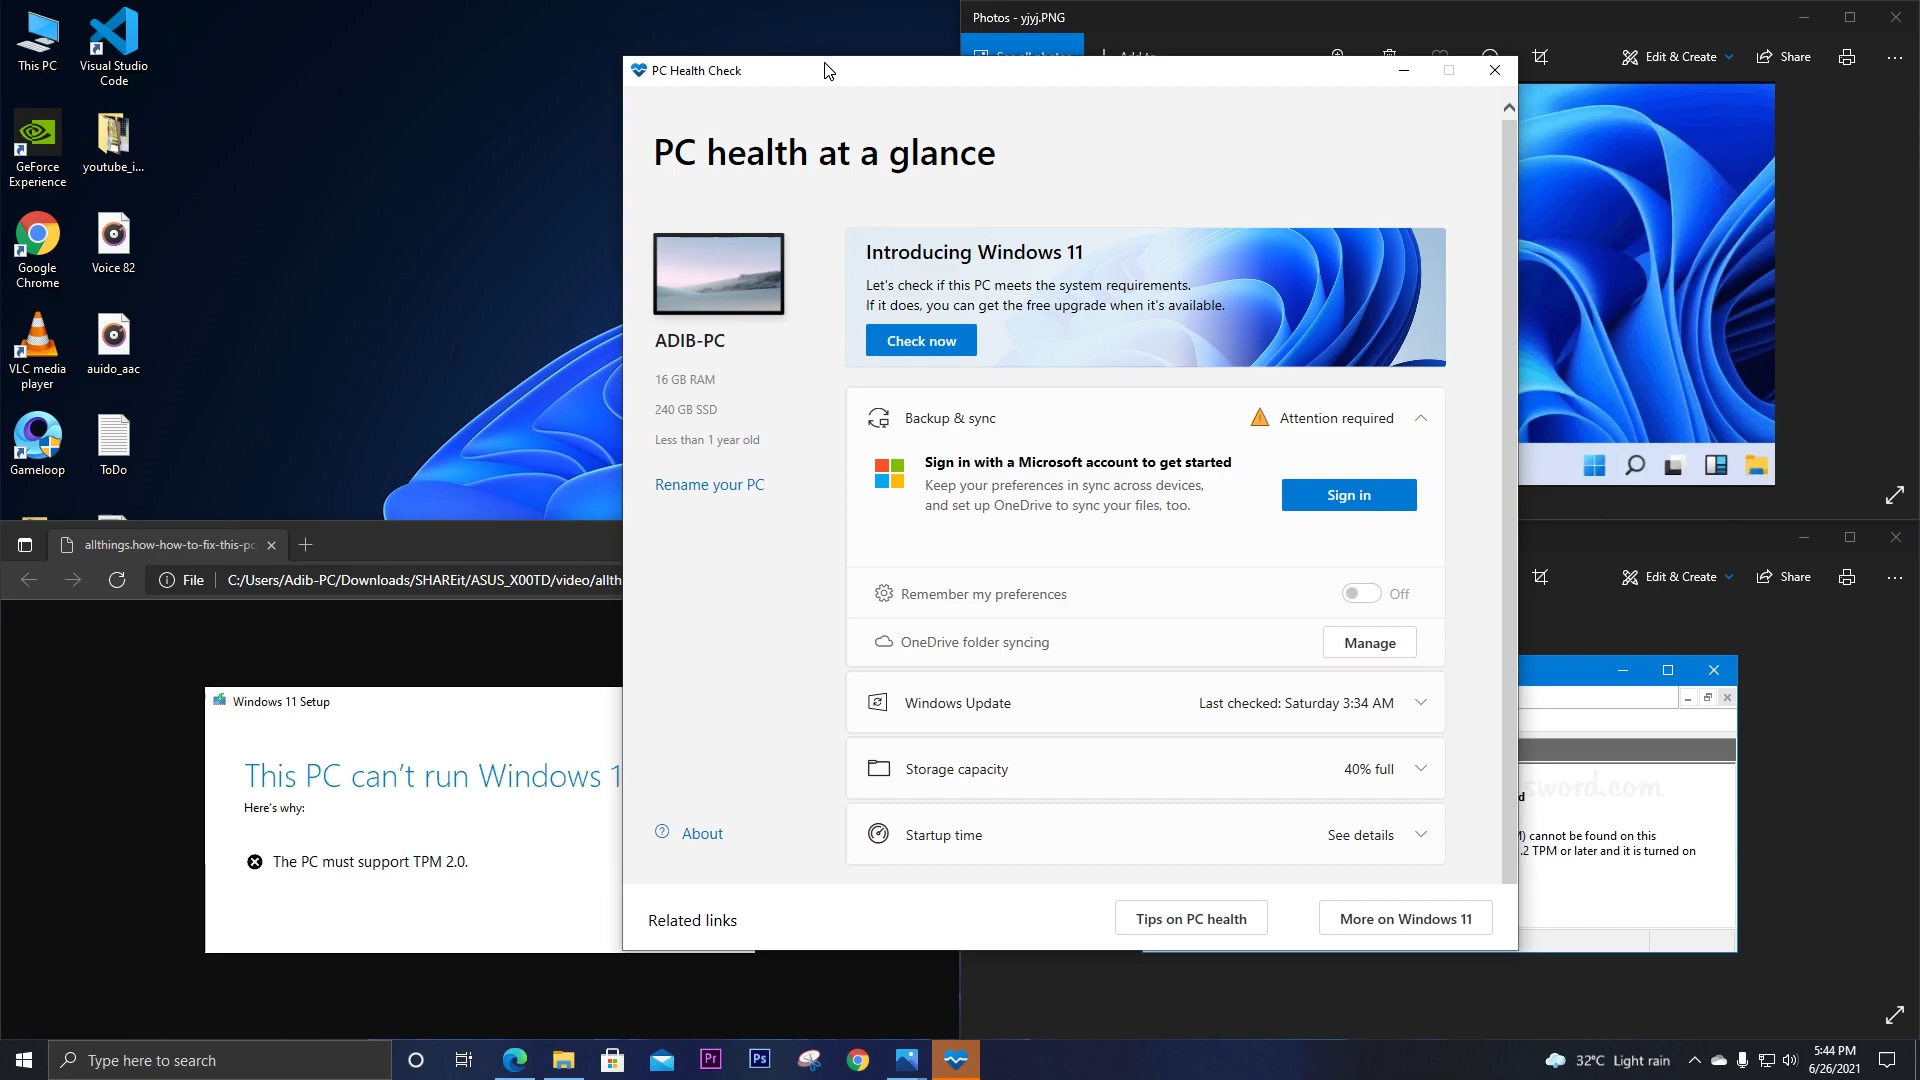 This PC
Visual Studio
Code
GeForce
Experience
youtube_i...
Google
Chrome
Voice 82
VLC media
player
auido_aac
Gameloop
ToDo
Photos - yjyj.PNG
Edit & Create
Share
PC Health Check
PC health at a glance
ADIB-PC
16 GB RAM
240 GB SSD
Less than 1 year old
Rename your PC
About
Introducing Windows 11
Let's check if this PC meets the system requirements.
If it does, you can get the free upgrade when it's available.
Check now
Backup & sync
Attention required
Sign in with a Microsoft account to get started
Keep your preferences in sync across devices,
and set up OneDrive to sync your files, too.
Sign in
Remember my preferences
Off
OneDrive folder syncing
Manage
Windows Update
Last checked: Saturday 3:34 AM
Storage capacity
40% full
Startup time
See details
Related links
Tips on PC health
More on Windows 11
allthings.how-how-to-fix-this-pc
File
C:/Users/Adib-PC/Downloads/SHAREit/ASUS_X00TD/video/allth
Windows 11 Setup
This PC can't run Windows 1
Here's why:
The PC must support TPM 2.0.
Edit & Create
Share
sword.com
d
M) cannot be found on this
.2 TPM or later and it is turned on
Type here to search
Pr
Ps
32°C Light rain
5:44 PM
6/26/2021